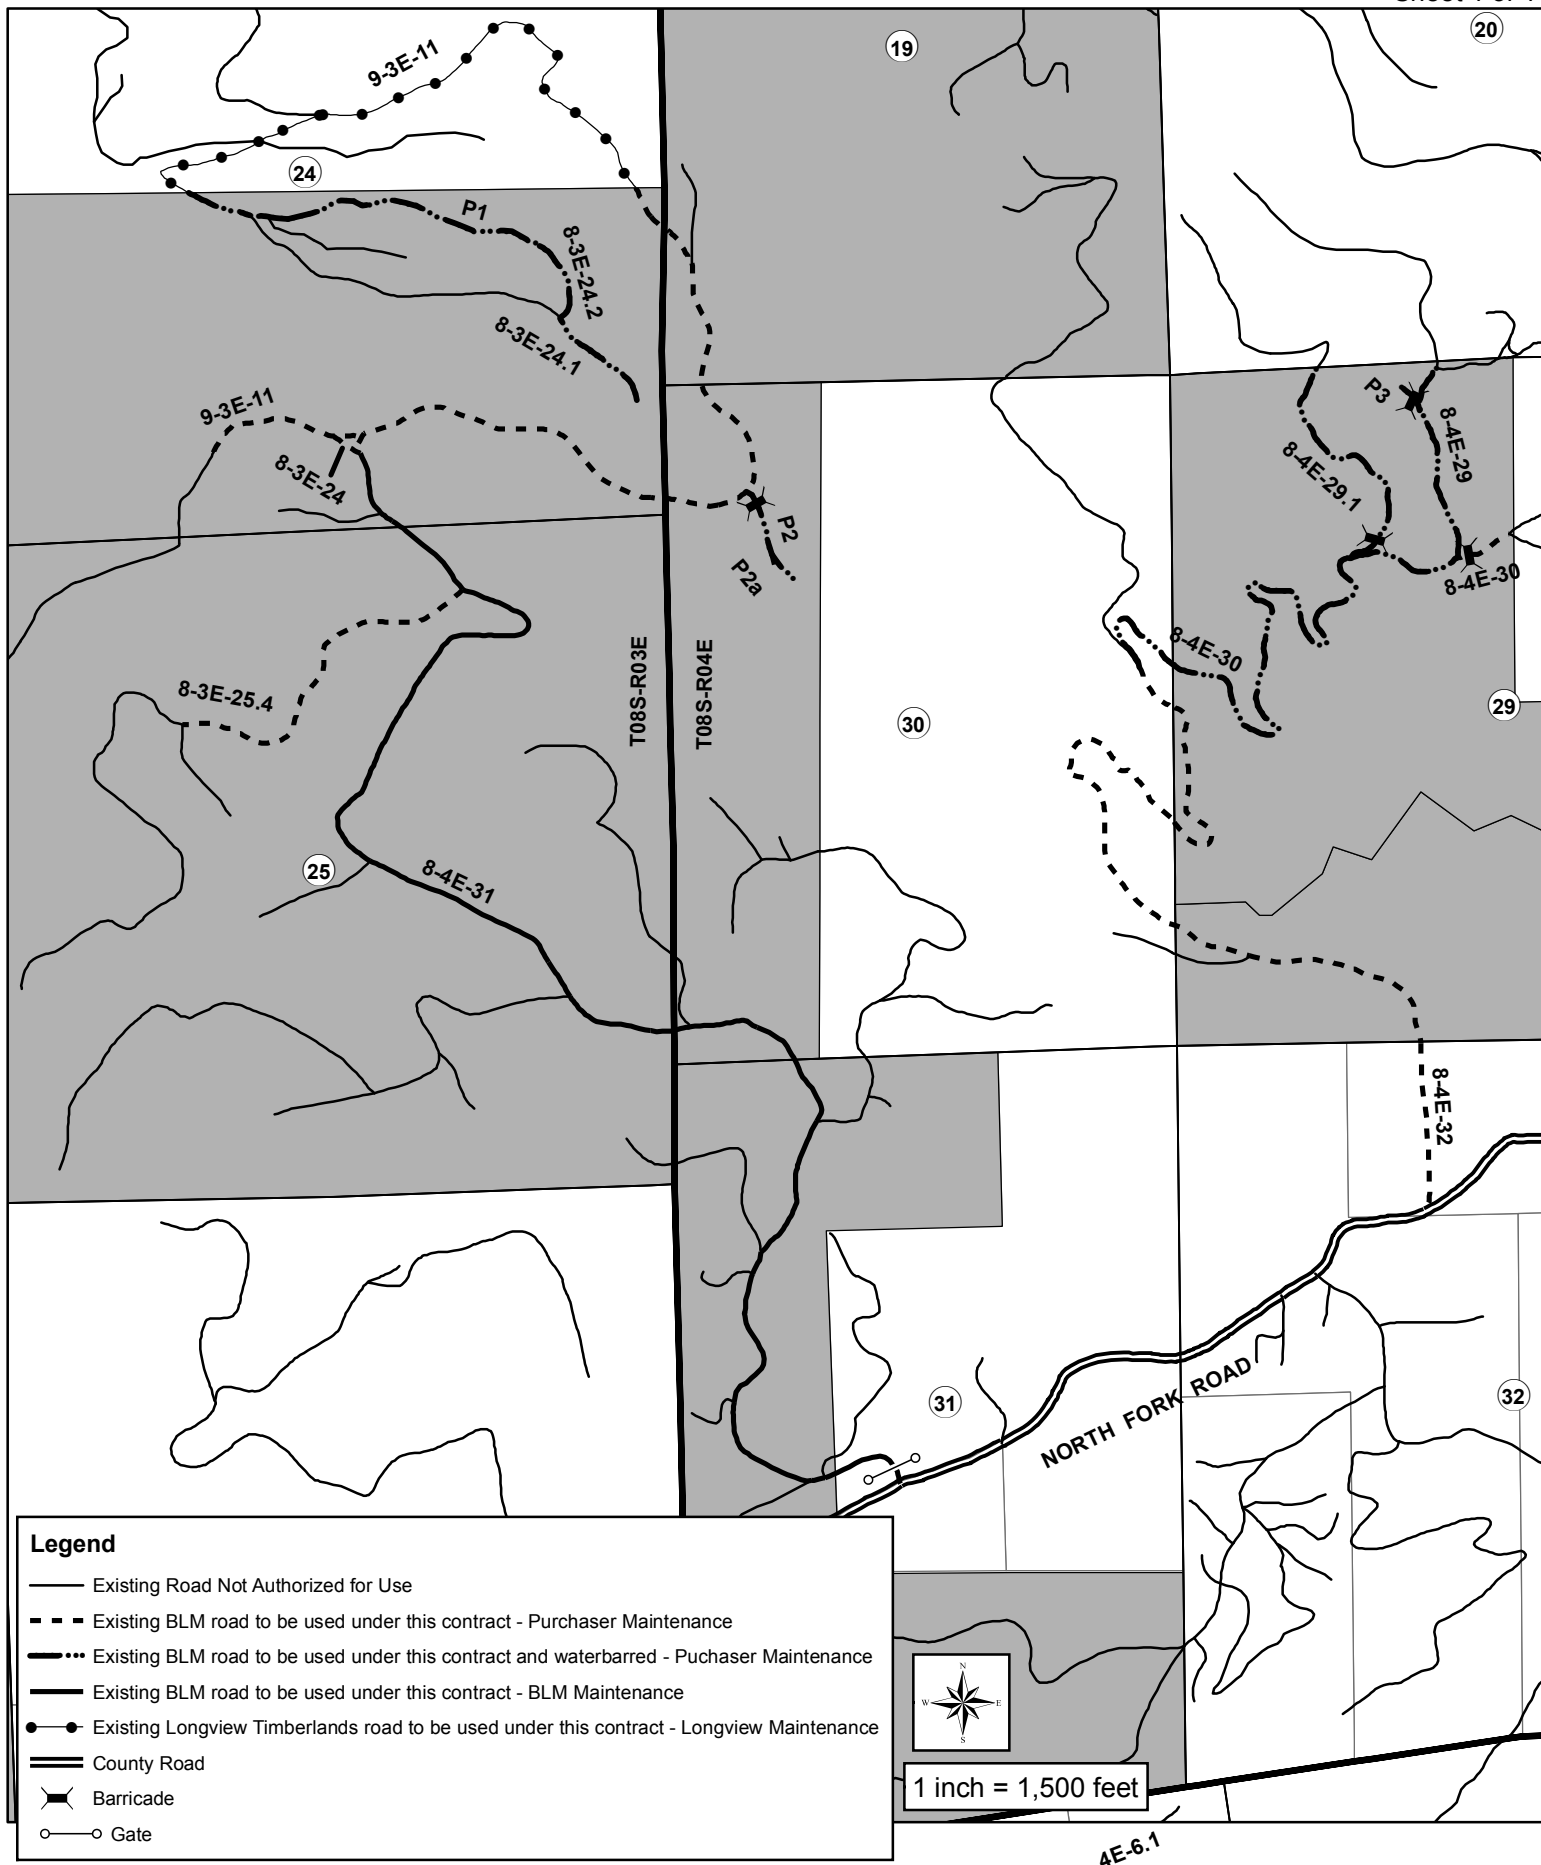 20
19
9-3E-11
24
P1
8-3E-24.2
8-3E-24.1
P3
8-4E-29
9-3E-11
8-3E-24
8-4E-29.1
P2
P2a
8-4E-30
8-4E-30
T08S-R03E
T08S-R04E
8-3E-25.4
30
29
25
8-4E-31
8-4E-32
31
NORTH FORK ROAD
32
Legend
Existing Road Not Authorized for Use
Existing BLM road to be used under this contract - Purchaser Maintenance
Existing BLM road to be used under this contract and waterbarred - Puchaser Maintenance
Existing BLM road to be used under this contract - BLM Maintenance
Existing Longview Timberlands road to be used under this contract - Longview Maintenance
County Road
Barricade
Gate
N
W
E
S
1 inch = 1,500 feet
4E-6.1